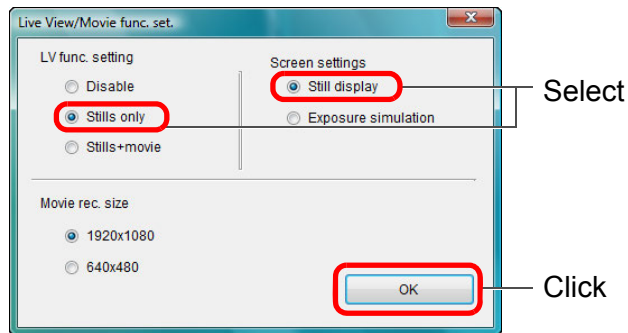 Live View/Movie func. set.
LV func. setting
Disable
Stills only
Stills+movie
Screen settings
Still display
Exposure simulation
Select
Movie rec. size
1920x1080
640x480
OK
Click